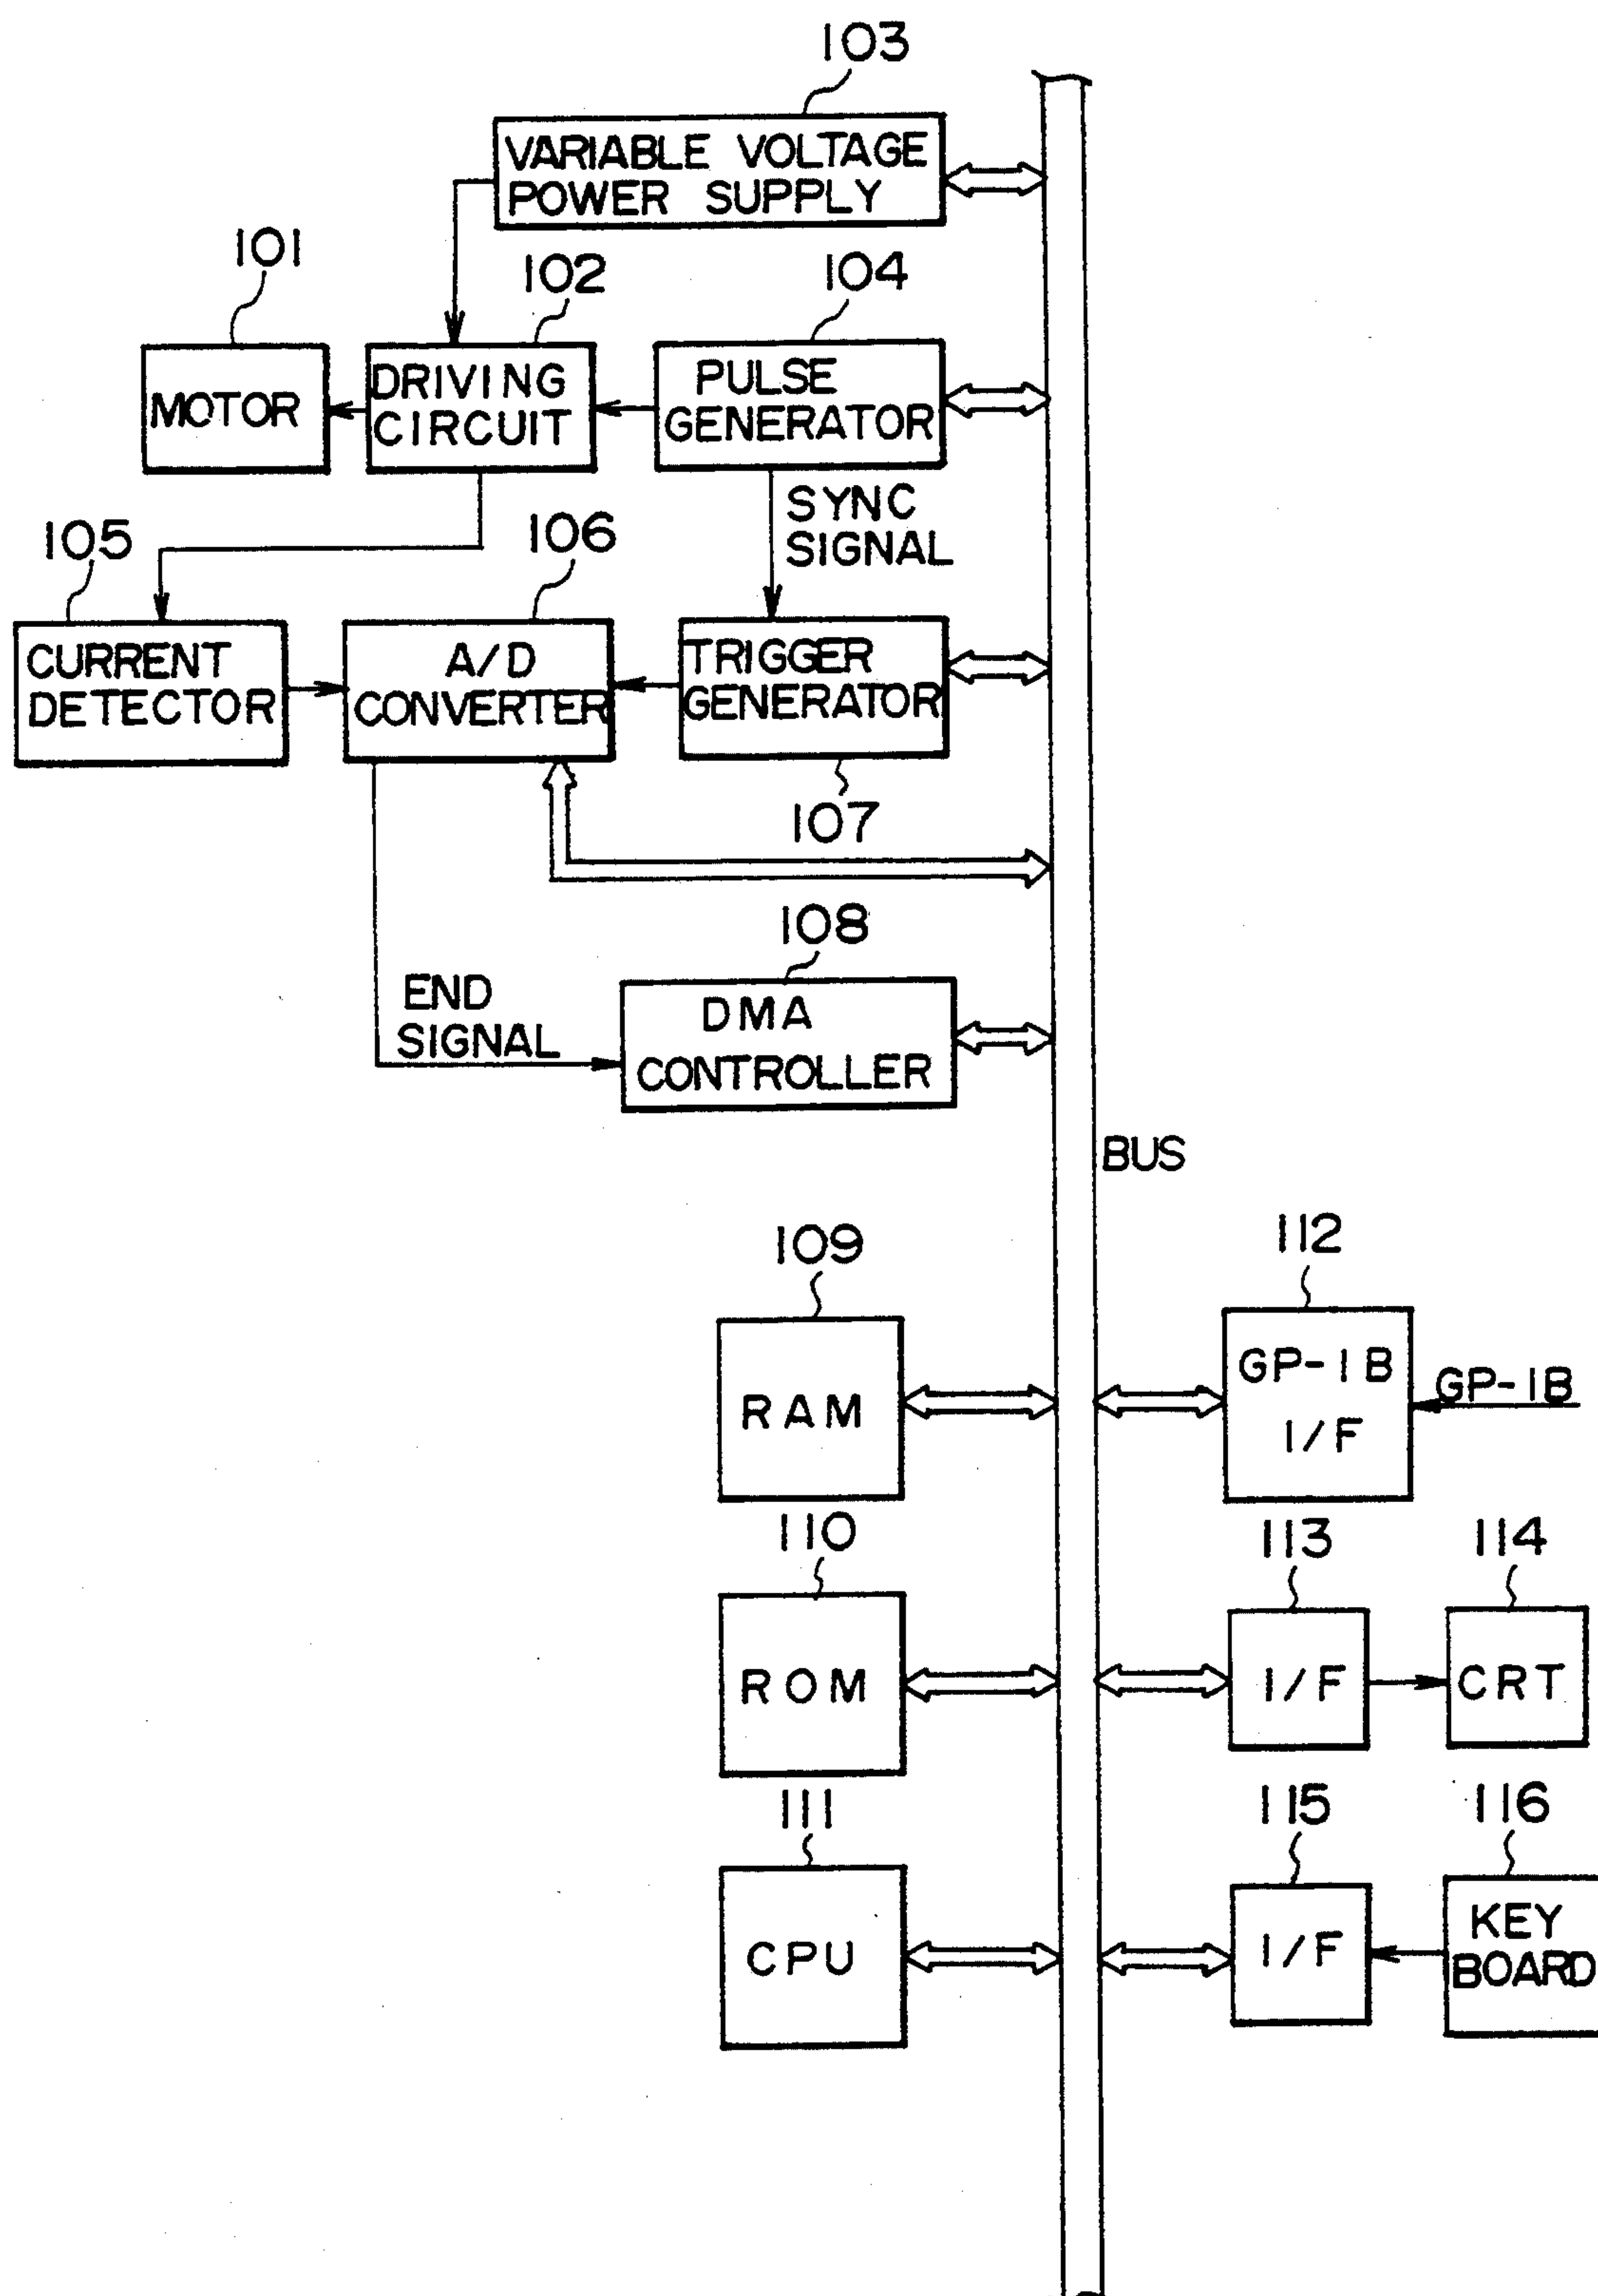 103
VARIABLE VOLTAGE
POWER SUPPLY
101
102
104
MOTOR
DRIVING
CIRCUIT
PULSE
GENERATOR
SYNC
SIGNAL
105
106
CURRENT
DETECTOR
A/D
CONVERTER
TRIGGER
GENERATOR
107
108
END
SIGNAL
DMA
CONTROLLER
BUS
109
112
RAM
GP-IB
I/F
GP-IB
110
113
114
ROM
I/F
CRT
111
115
116
CPU
I/F
KEY
BOARD